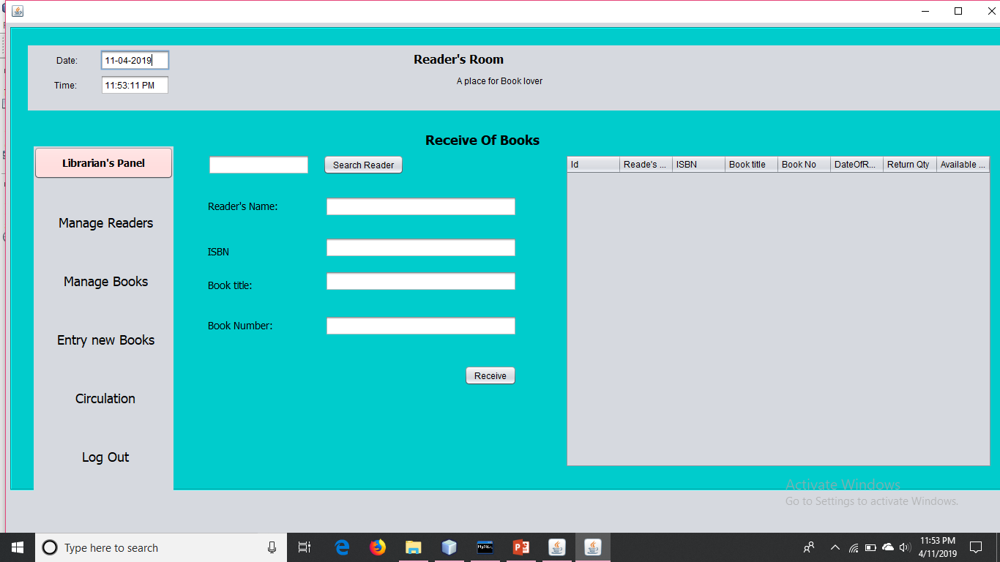 Date: 11-04-2019
Reader's Room
Time: 11:53:11 PM
A place for Book lover
Receive Of Books
Librarian's Panel
Manage Readers
Manage Books
Entry new Books
Circulation
Log Out
Search Reader
Reader's Name:
ISBN
Book title:
Book Number:
Receive
Id Reade's ... ISBN Book title Book No DateOfR... Return Qty Available ...
Activate Windows
Go to Settings to activate Windows.
Type here to search
MySQL
11:53 PM
4/11/2019